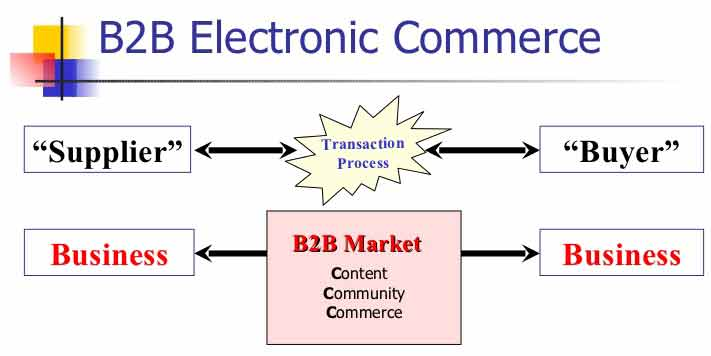 B2B Electronic Commerce
“Supplier”
Transaction
Process
“Buyer”
Business
B2B Market
Content
Community
Commerce
Business